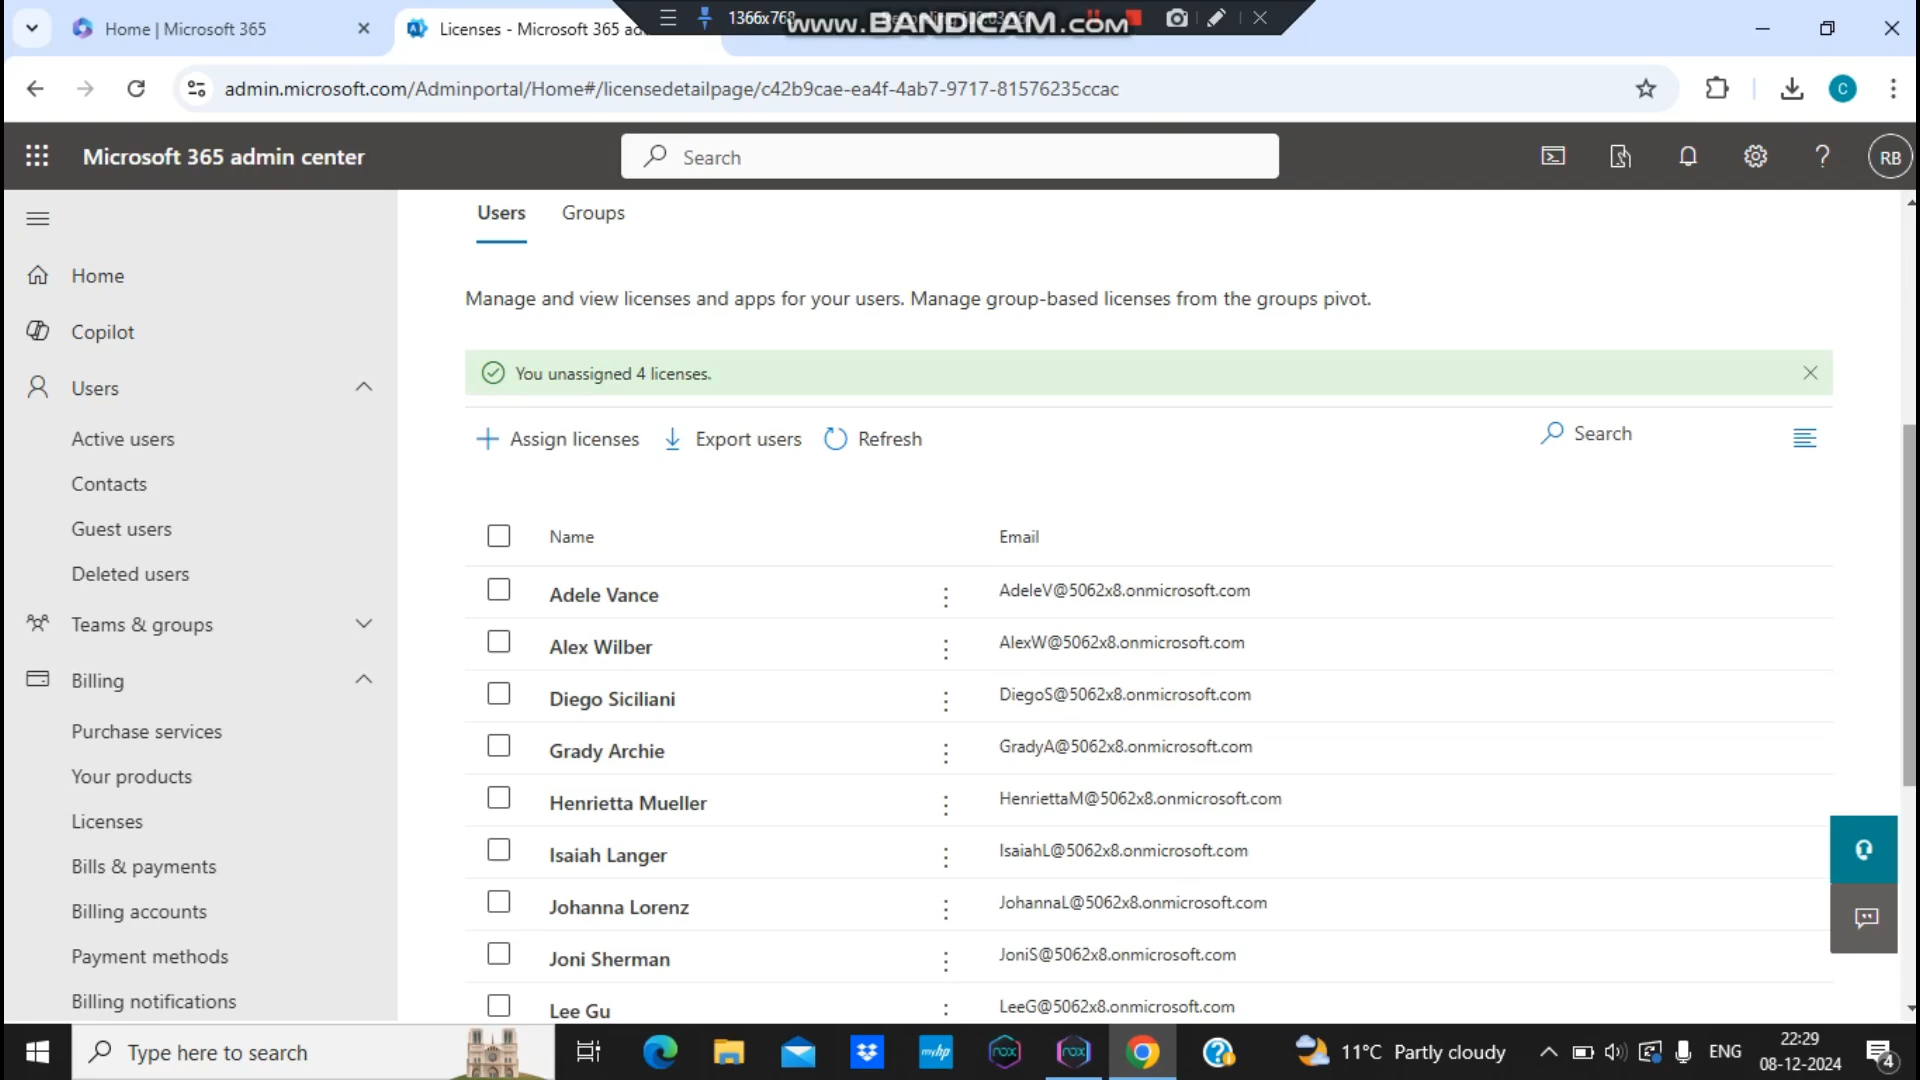 Home | Microsoft 365
Licenses - Microsoft 365 ad
1366x768
www.BANDICAM.com
admin.microsoft.com/Adminportal/Home#/licensedetailpage/c42b9cae-ea4f-4ab7-9717-81576235ccac
C
Microsoft 365 admin center
Search
RB
Home
Copilot
Users
Active users
Contacts
Guest users
Deleted users
Teams & groups
Billing
Purchase services
Your products
Licenses
Bills & payments
Billing accounts
Payment methods
Billing notifications
Users Groups
Manage and view licenses and apps for your users. Manage group-based licenses from the groups pivot.
You unassigned 4 licenses.
Assign licenses Export users Refresh Search
Name Email
Adele Vance AdeleV@5062x8.onmicrosoft.com
Alex Wilber AlexW@5062x8.onmicrosoft.com
Diego Siciliani DiegoS@5062x8.onmicrosoft.com
Grady Archie GradyA@5062x8.onmicrosoft.com
Henrietta Mueller HenriettaM@5062x8.onmicrosoft.com
Isaiah Langer IsaiahL@5062x8.onmicrosoft.com
Johanna Lorenz JohannaL@5062x8.onmicrosoft.com
Joni Sherman JoniS@5062x8.onmicrosoft.com
Lee Gu LeeG@5062x8.onmicrosoft.com
Type here to search
myhp
nox
nox
11°C Partly cloudy
ENG
22:29
08-12-2024
4